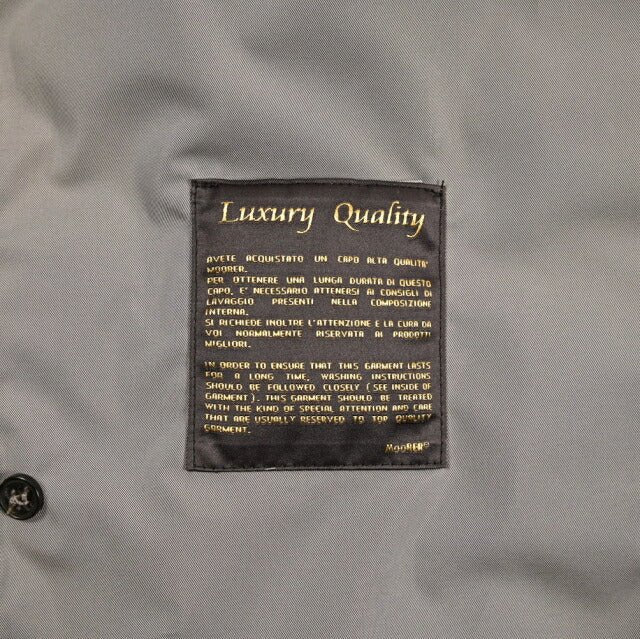 Luxury Quality
AVETE ACQUISTATO UN CAPO ALTA QUALITA'
MOORER.
PER OTTENERE UNA LUNGA DURATA DI QUESTO
CAPO, E' NECESSARIO ATTENERSI AI CONSIGLI DI
LAVAGGIO PRESENTI NELLA COMPOSIZIONE
INTERNA.
SI RICHIEDE INOLTRE L'ATTENZIONE E LA CURA DA
VOI NORMALMENTE RISERVATA AI PRODOTTI
MIGLIORI.
IN ORDER TO ENSURE THAT THIS GARMENT LASTS
FOR A LONG TIME, WASHING INSTRUCTIONS
SHOULD BE FOLLOWED CLOSELY (SEE INSIDE OF
GARMENT). THIS GARMENT SHOULD BE TREATED
WITH THE KIND OF SPECIAL ATTENTION AND CARE
THAT ARE USUALLY RESERVED TO TOP QUALITY
GARMENT.
MooRER©